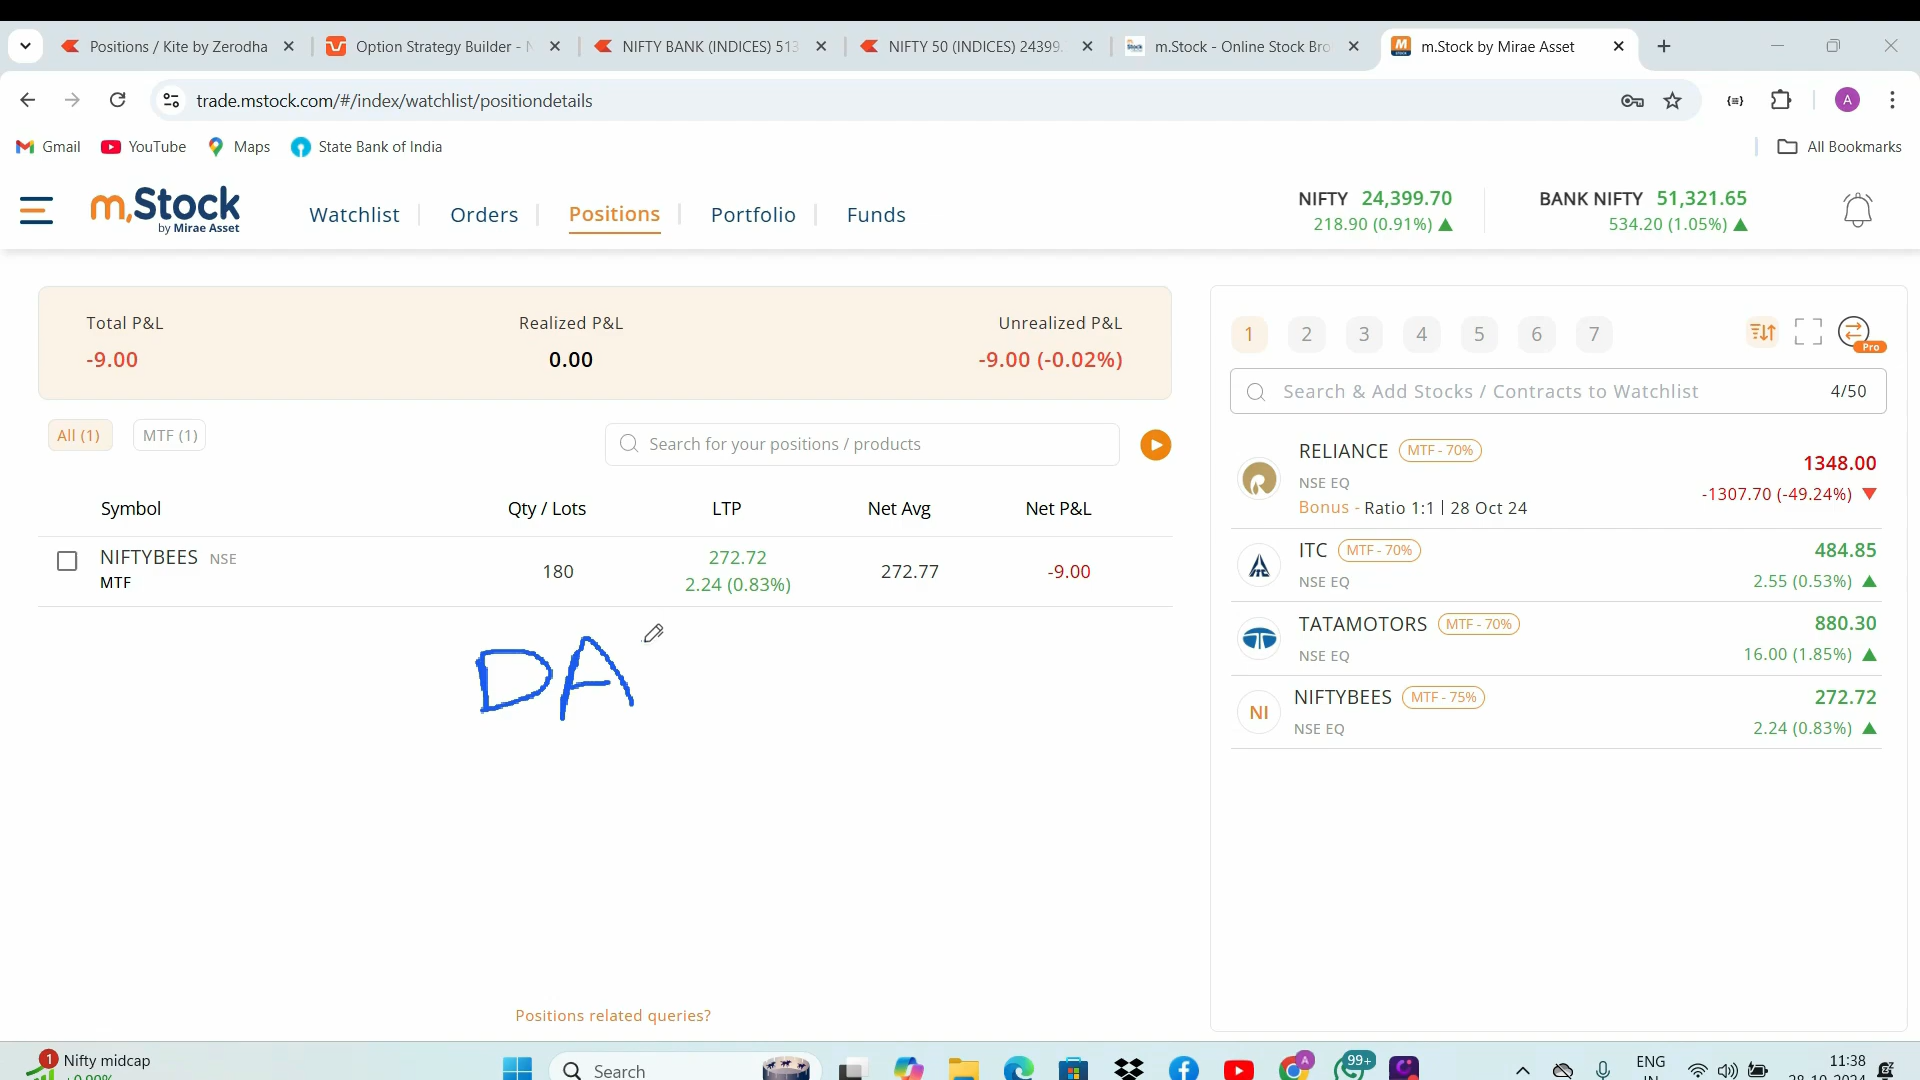 Positions / Kite by Zerodha
Option Strategy Builder - N
NIFTY BANK (INDICES) 513
NIFTY 50 (INDICES) 24399.
m.Stock - Online Stock Bro
m.Stock by Mirae Asset
trade.mstock.com/#/index/watchlist/positiondetails
A
Gmail
YouTube
Maps
State Bank of India
All Bookmarks
m.Stock
by Mirae Asset
Watchlist
Orders
Positions
Portfolio
Funds
NIFTY 24,399.70
218.90 (0.91%)
BANK NIFTY 51,321.65
534.20 (1.05%)
Total P&L
-9.00
Realized P&L
0.00
Unrealized P&L
-9.00 (-0.02%)
All (1)
MTF (1)
Search for your positions / products
Symbol Qty / Lots LTP Net Avg Net P&L
NIFTYBEES NSE
MTF
180
272.72
2.24 (0.83%)
272.77
-9.00
DA
Positions related queries?
1 2 3 4 5 6 7
Pro
Search & Add Stocks / Contracts to Watchlist 4/50
RELIANCE MTF - 70%
1348.00
NSE EQ
-1307.70 (-49.24%)
Bonus - Ratio 1:1 | 28 Oct 24
ITC MTF - 70%
484.85
NSE EQ
2.55 (0.53%)
TATAMOTORS MTF - 70%
880.30
NSE EQ
16.00 (1.85%)
NI
NIFTYBEES MTF - 75%
272.72
NSE EQ
2.24 (0.83%)
1
Nifty midcap
+0.99%
Search
A
99+
ENG
IN
11:38
28-10-2024